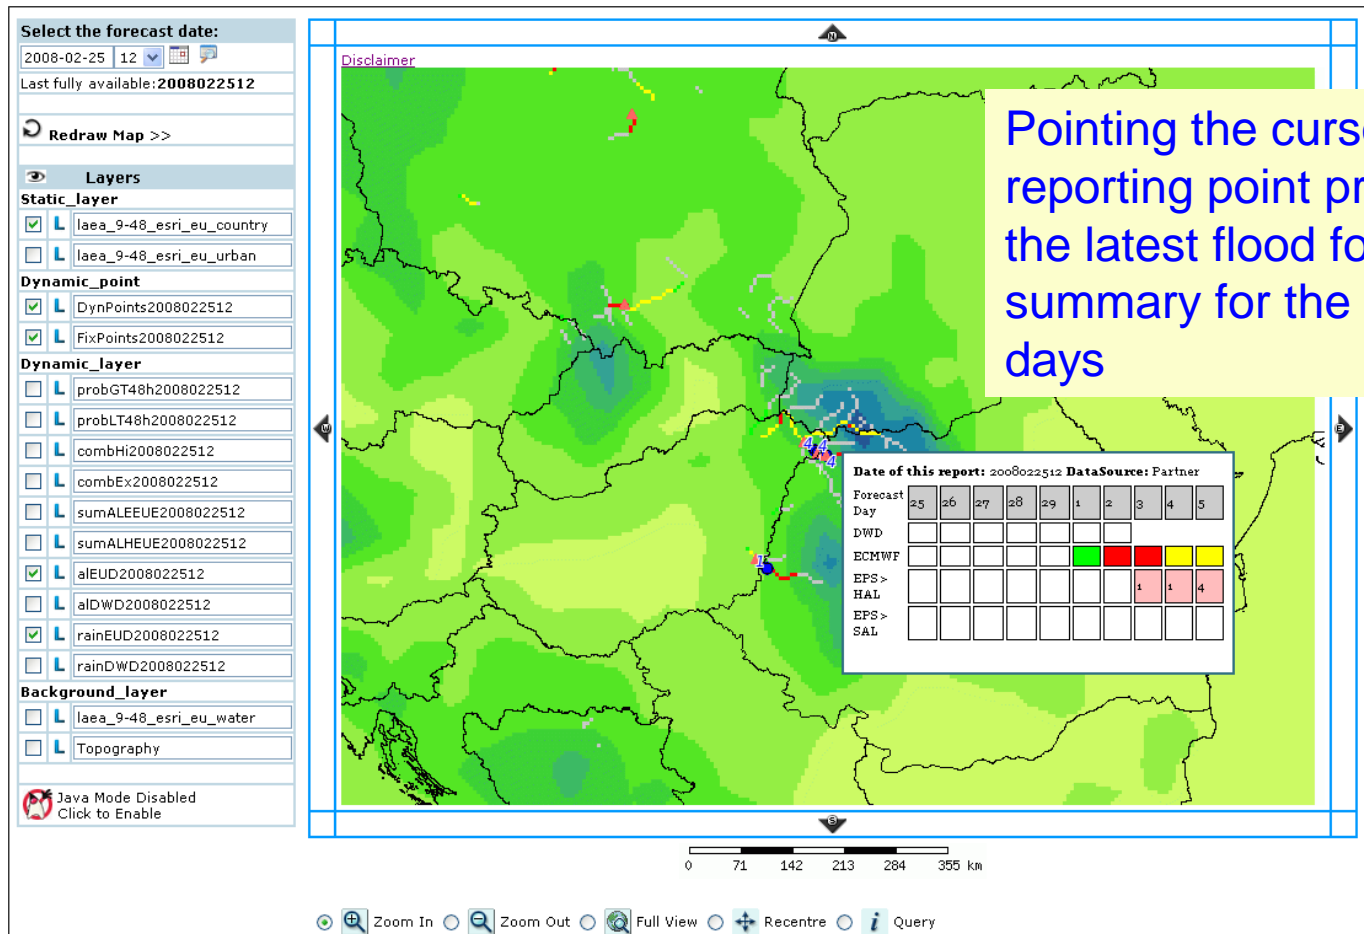 Select the forecast date:
2008-02-25 12
Last fully available:2008022512
Redraw Map >>
Layers
Static_layer
L laea_9-48_esri_eu_country
L laea_9-48_esri_eu_urban
Dynamic_point
L DynPoints2008022512
L FixPoints2008022512
Dynamic_layer
L probGT48h2008022512
L probLT48h2008022512
L combHi2008022512
L combEx2008022512
L sumALEEUE2008022512
L sumALHEUE2008022512
L alEUD2008022512
L alDWD2008022512
L rainEUD2008022512
L rainDWD2008022512
Background_layer
L laea_9-48_esri_eu_water
L Topography
Java Mode Disabled
Click to Enable
N
Disclaimer
Pointing the curs
reporting point pr
the latest flood fo
summary for the
days
W
E
4 4
4
1
Date of this report: 2008022512 DataSource: Partner
Forecast Day 25 26 27 28 29 1 2 3 4 5
DWD
ECMWF
EPS > HAL 1 1 4
EPS > SAL
S
0 71 142 213 284 355 km
Zoom In Zoom Out Full View Recentre i Query